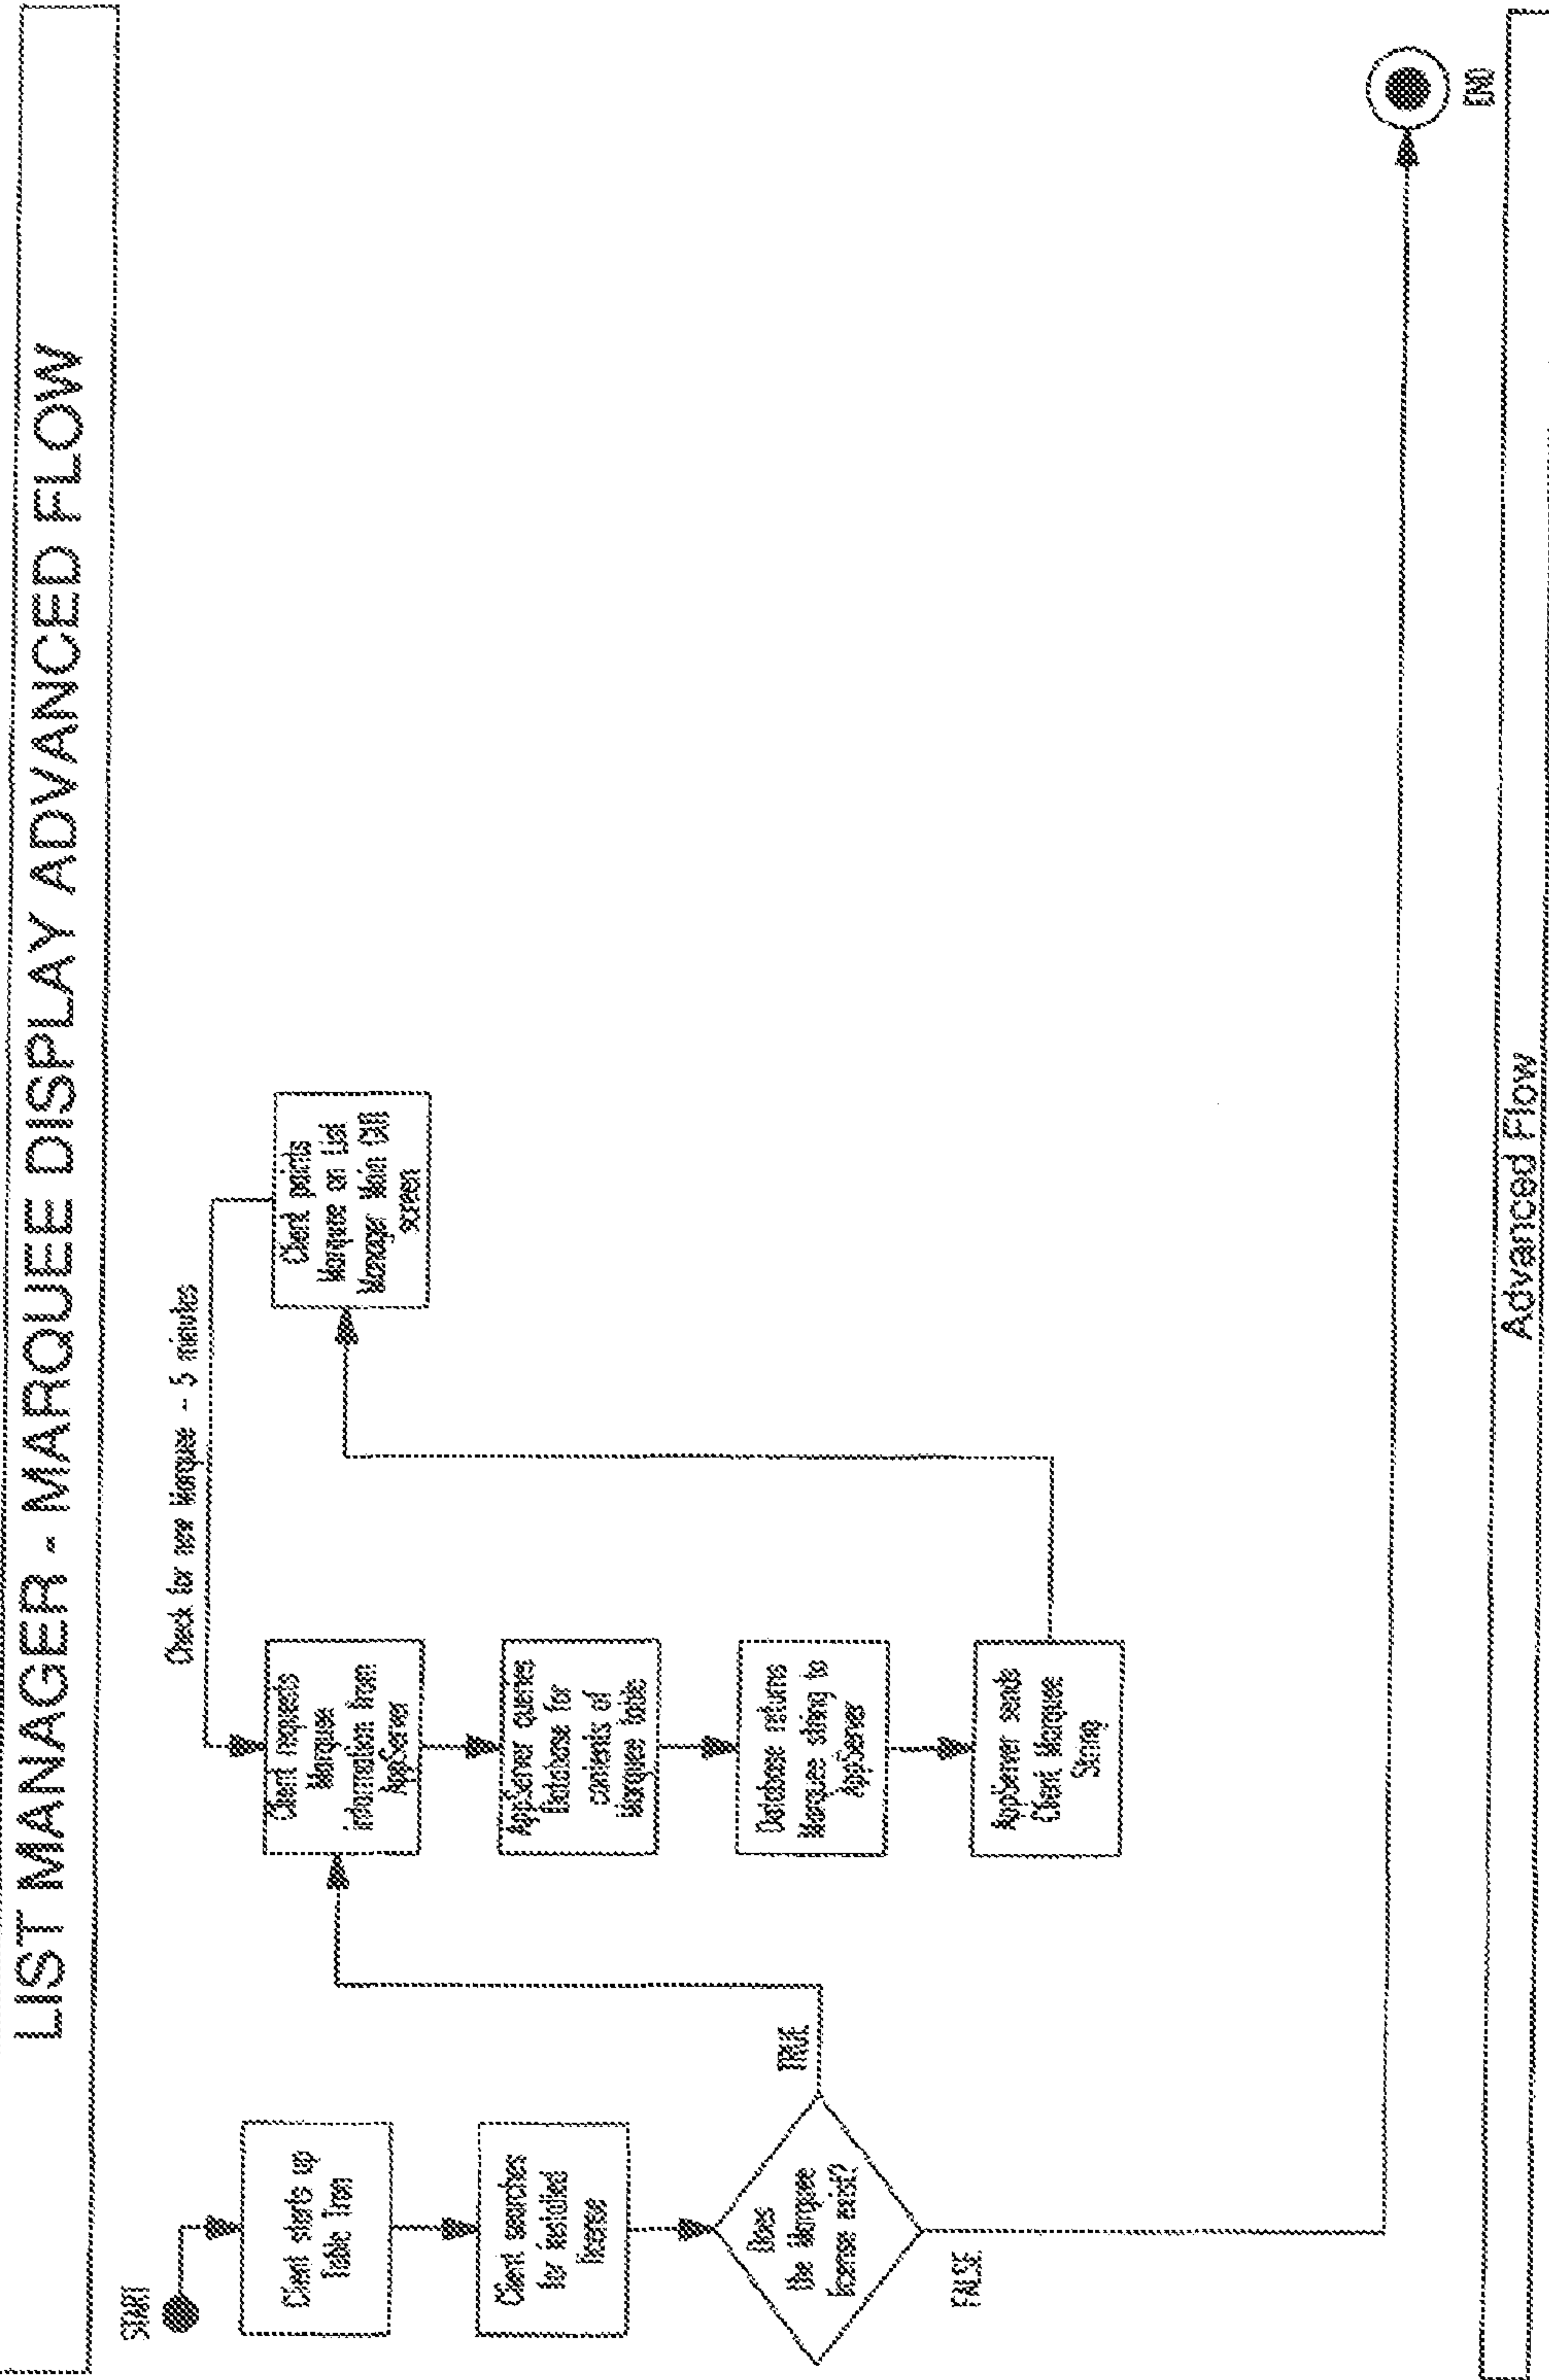 LIST MANAGER - MARQUEE DISPLAY ADVANCED FLOW
START
Client starts up
Table Tron
Client searches
for installed
license
Does
the Marquee
license exist?
TRUE
FALSE
Check for new Marquee -- 5 minutes
Client requests
Marquee
information from
AppServer
AppServer queries
Database for
contents of
Marquee table
Database returns
Marquee string to
AppServer
AppServer sends
Client Marquee
String
Client paints
Marquee on List
Manager Main GUI
screen
END
Advanced Flow